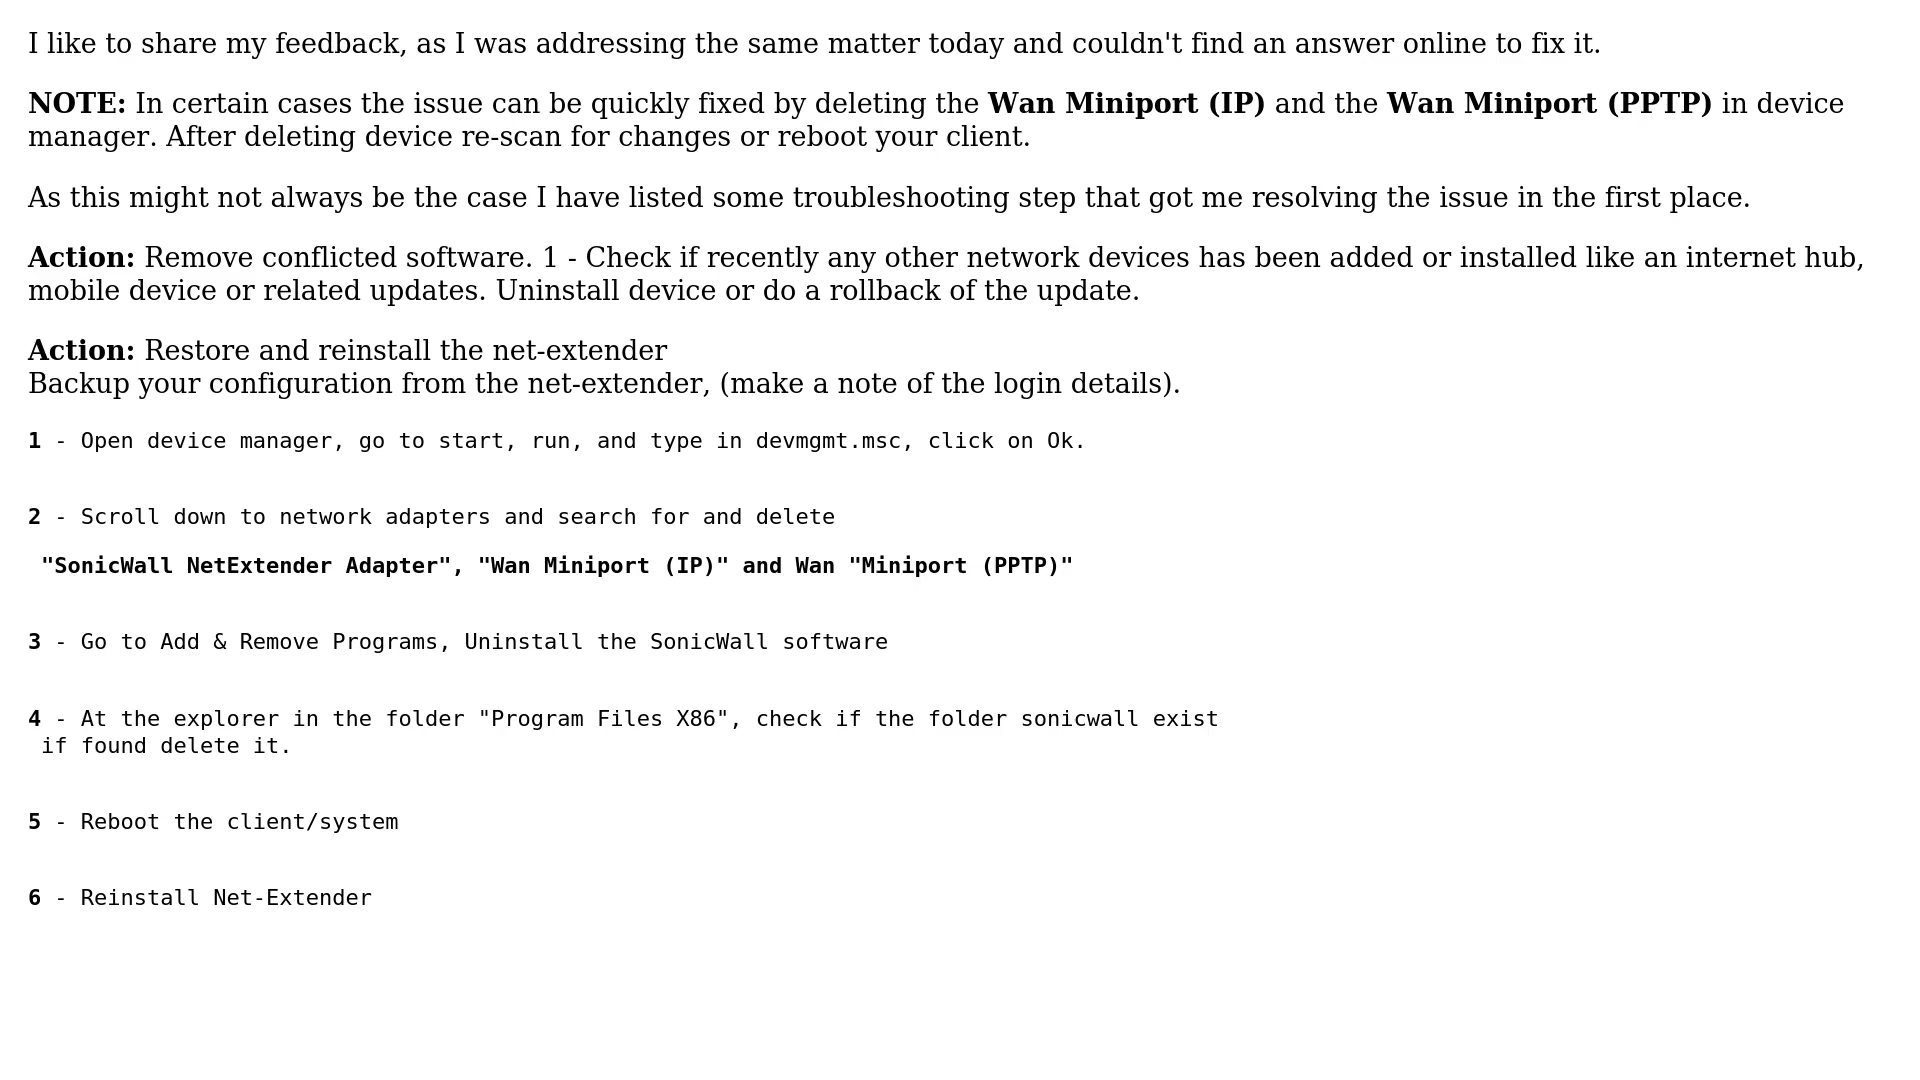 I like to share my feedback, as I was addressing the same matter today and couldn't find an answer online to fix it.
NOTE: In certain cases the issue can be quickly fixed by deleting the Wan Miniport (IP) and the Wan Miniport (PPTP) in device
manager. After deleting device re-scan for changes or reboot your client.
As this might not always be the case I have listed some troubleshooting step that got me resolving the issue in the first place.
Action: Remove conflicted software. 1 - Check if recently any other network devices has been added or installed like an internet hub,
mobile device or related updates. Uninstall device or do a rollback of the update.
Action: Restore and reinstall the net-extender
Backup your configuration from the net-extender, (make a note of the login details).
1 - Open device manager, go to start, run, and type in devmgmt.msc, click on Ok.
2 - Scroll down to network adapters and search for and delete
"SonicWall NetExtender Adapter", "Wan Miniport (IP)" and Wan "Miniport (PPTP)"
3 - Go to Add & Remove Programs, Uninstall the SonicWall software
4 - At the explorer in the folder "Program Files X86", check if the folder sonicwall exist
if found delete it.
5 - Reboot the client/system
6 - Reinstall Net-Extender